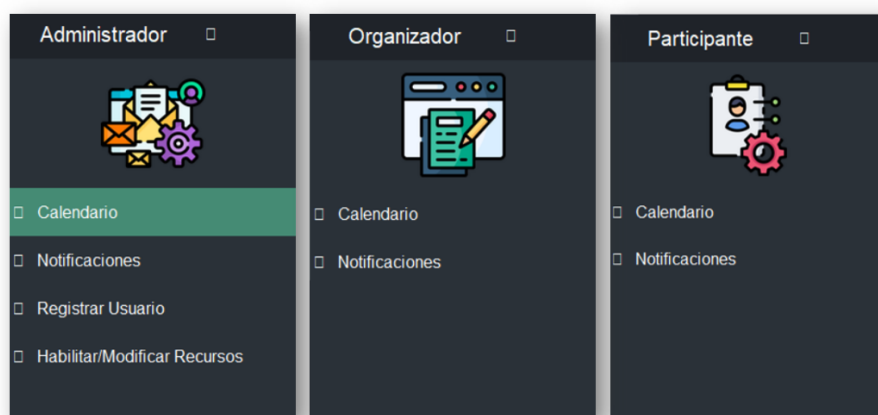 Administrador
Calendario
Notificaciones
Registrar Usuario
Habilitar/Modificar Recursos
Organizador
Calendario
Notificaciones
Participante
Calendario
Notificaciones